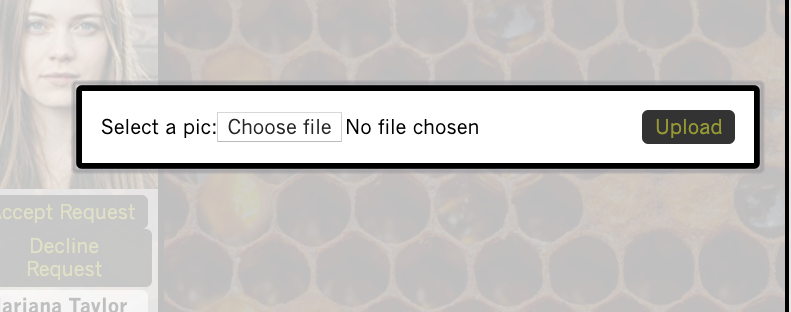 Select a pic: Choose file No file chosen Upload
Accept Request
Decline
Request
Mariana Taylor